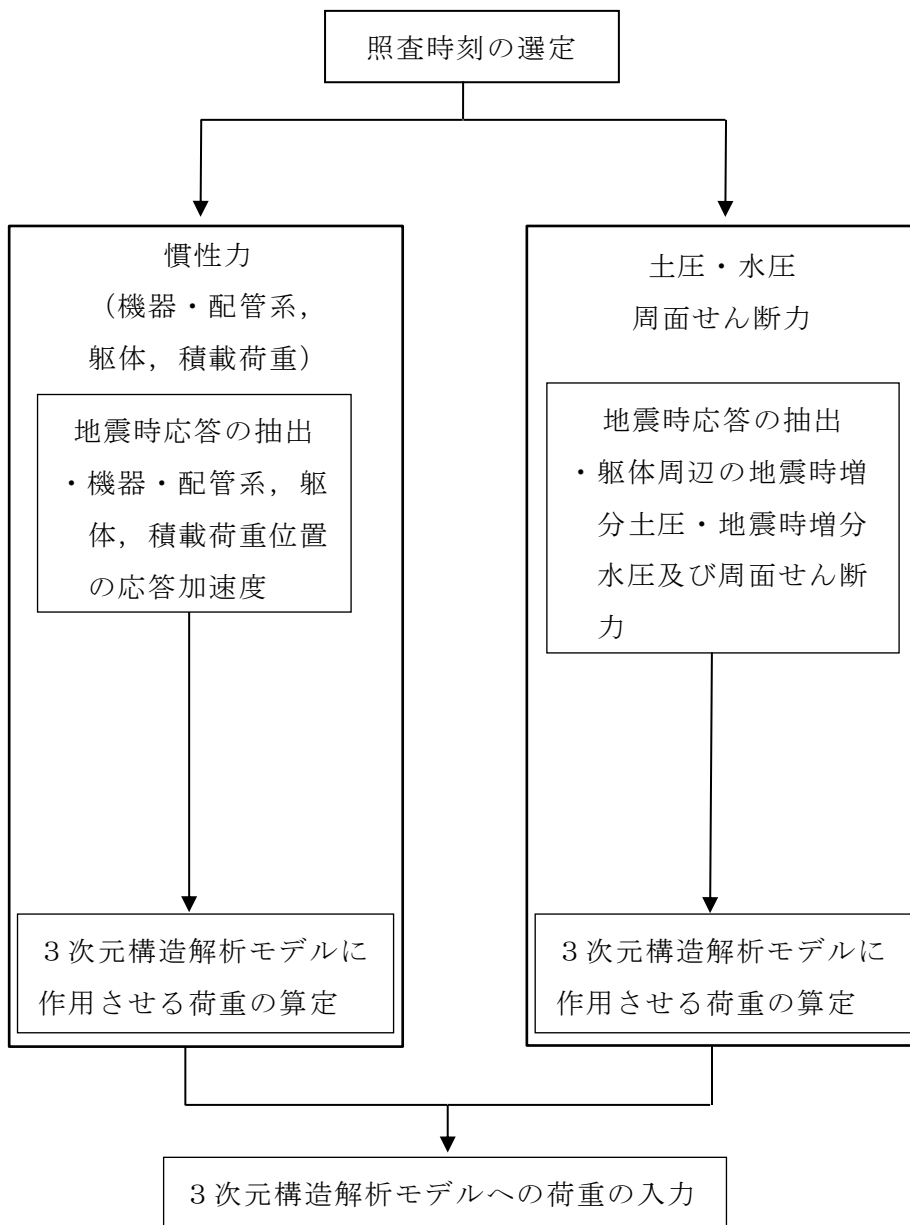 照査時刻の選定
慣性力
（機器・配管系，
躯体，積載荷重）
地震時応答の抽出
・機器・配管系，躯
体，積載荷重位置
の応答加速度
３次元構造解析モデルに
作用させる荷重の算定
土圧・水圧
周面せん断力
地震時応答の抽出
・躯体周辺の地震時増
分土圧・地震時増分
水圧及び周面せん断
力
３次元構造解析モデルに
作用させる荷重の算定
３次元構造解析モデルへの荷重の入力